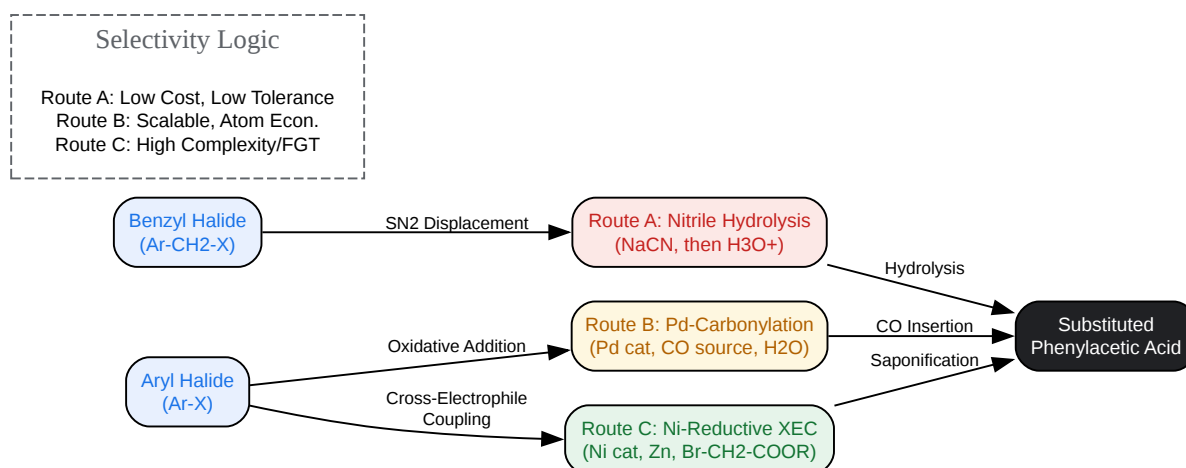 Selectivity Logic
Route A: Low Cost, Low Tolerance
Route B: Scalable, Atom Econ.
Route C: High Complexity/FGT
Benzyl Halide
(Ar-CH2-X)
SN2 Displacement
Route A: Nitrile Hydrolysis
(NaCN, then H3O+)
Hydrolysis
Aryl Halide
(Ar-X)
Oxidative Addition
Route B: Pd-Carbonylation
(Pd cat, CO source, H2O)
CO Insertion
Cross-Electrophile
Coupling
Route C: Ni-Reductive XEC
(Ni cat, Zn, Br-CH2-COOR)
Saponification
Substituted
Phenylacetic Acid